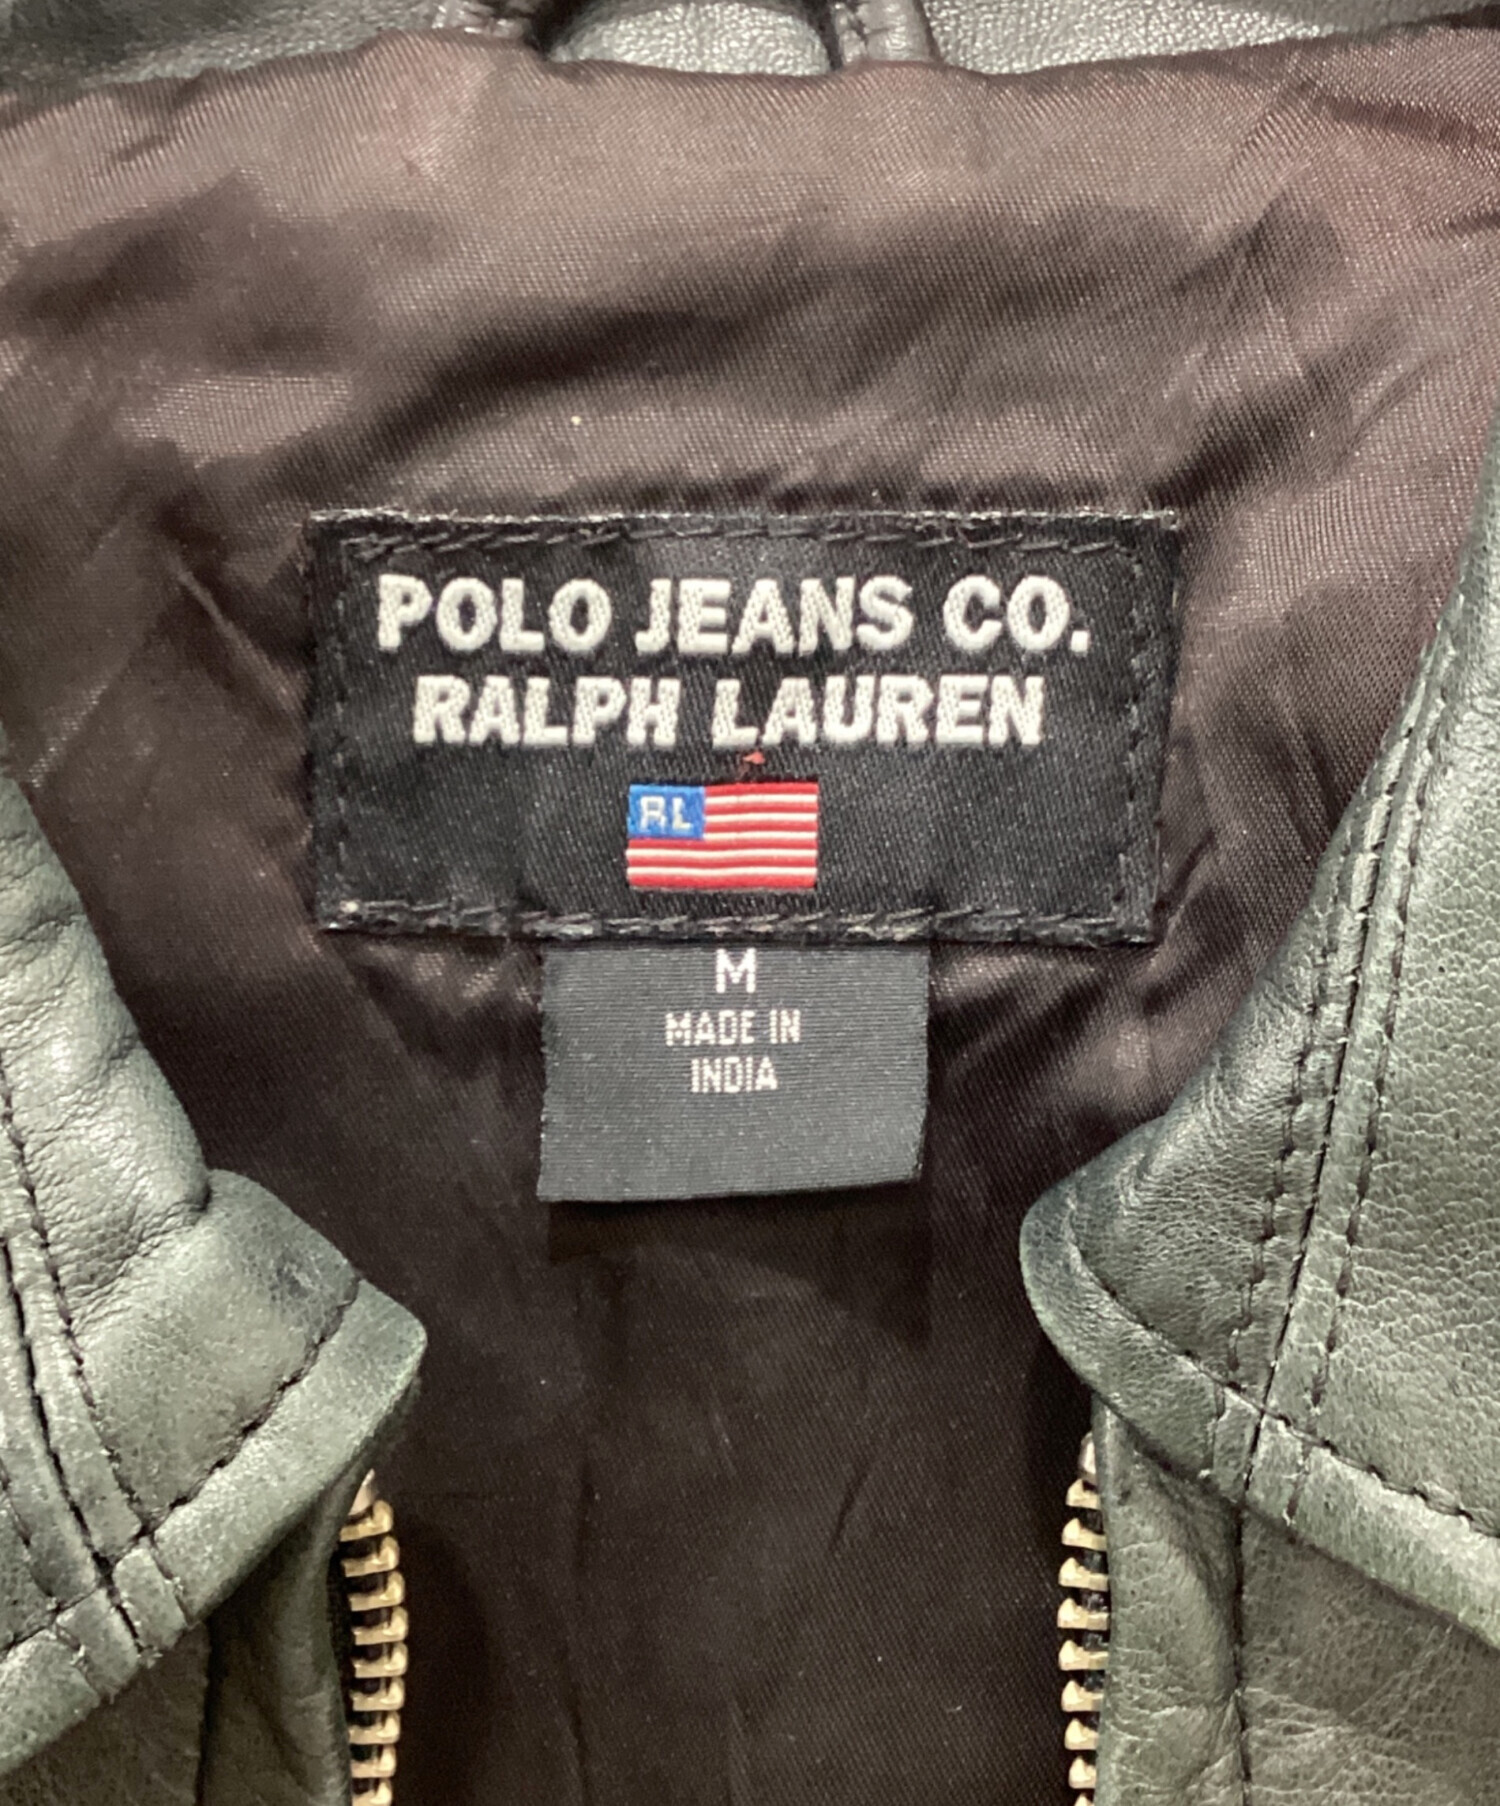 POLO JEANS CO.
RALPH LAUREN
RL
M
MADE IN
INDIA